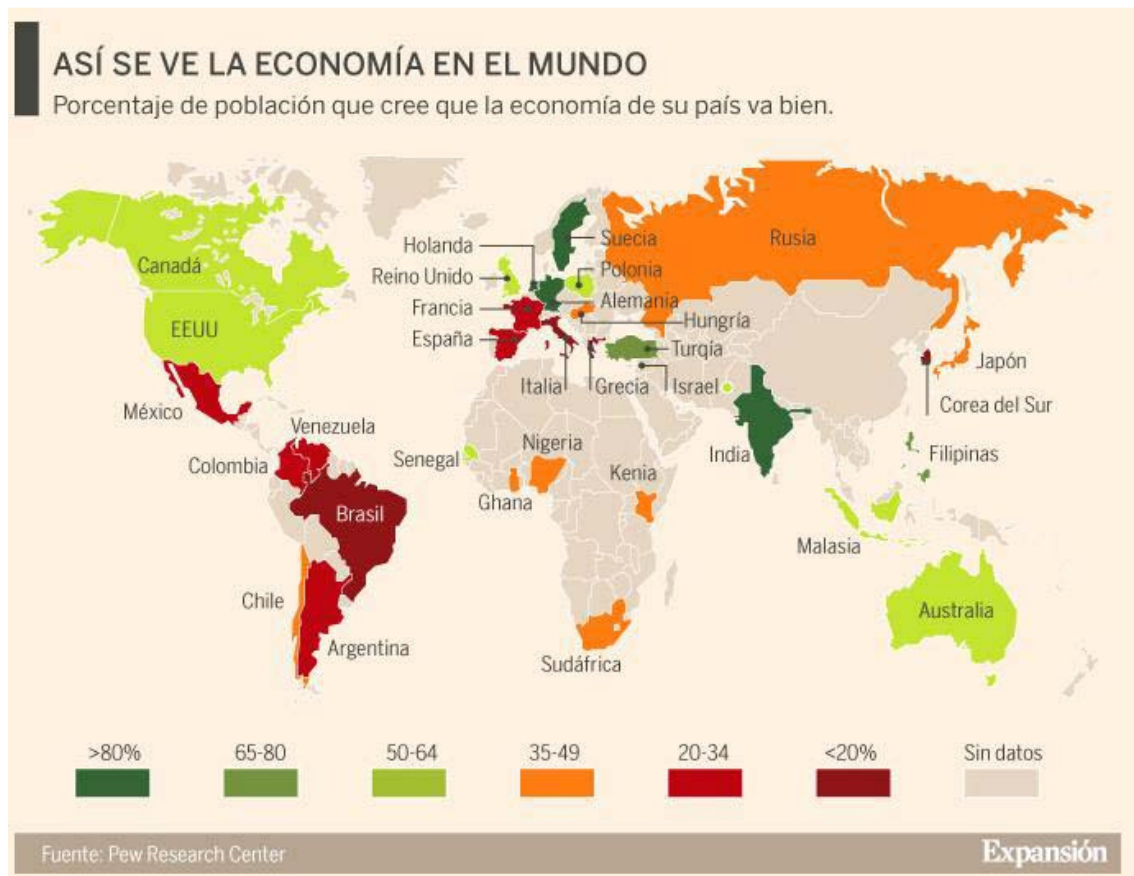 ASÍ SE VE LA ECONOMÍA EN EL MUNDO
Porcentaje de población que cree que la economía de su país va bien.
Canadá
EEUU
México
Venezuela
Colombia
Brasil
Chile
Argentina
Holanda
Reino Unido
Francia
España
Italia
Grecia
Israel
Suecia
Polonia
Alemania
Hungría
Turqía
Rusia
Japón
Corea del Sur
India
Filipinas
Malasia
Australia
Senegal
Nigeria
Ghana
Kenia
Sudáfrica
>80% 65-80 50-64 35-49 20-34 <20% Sin datos
Fuente: Pew Research Center
Expansión